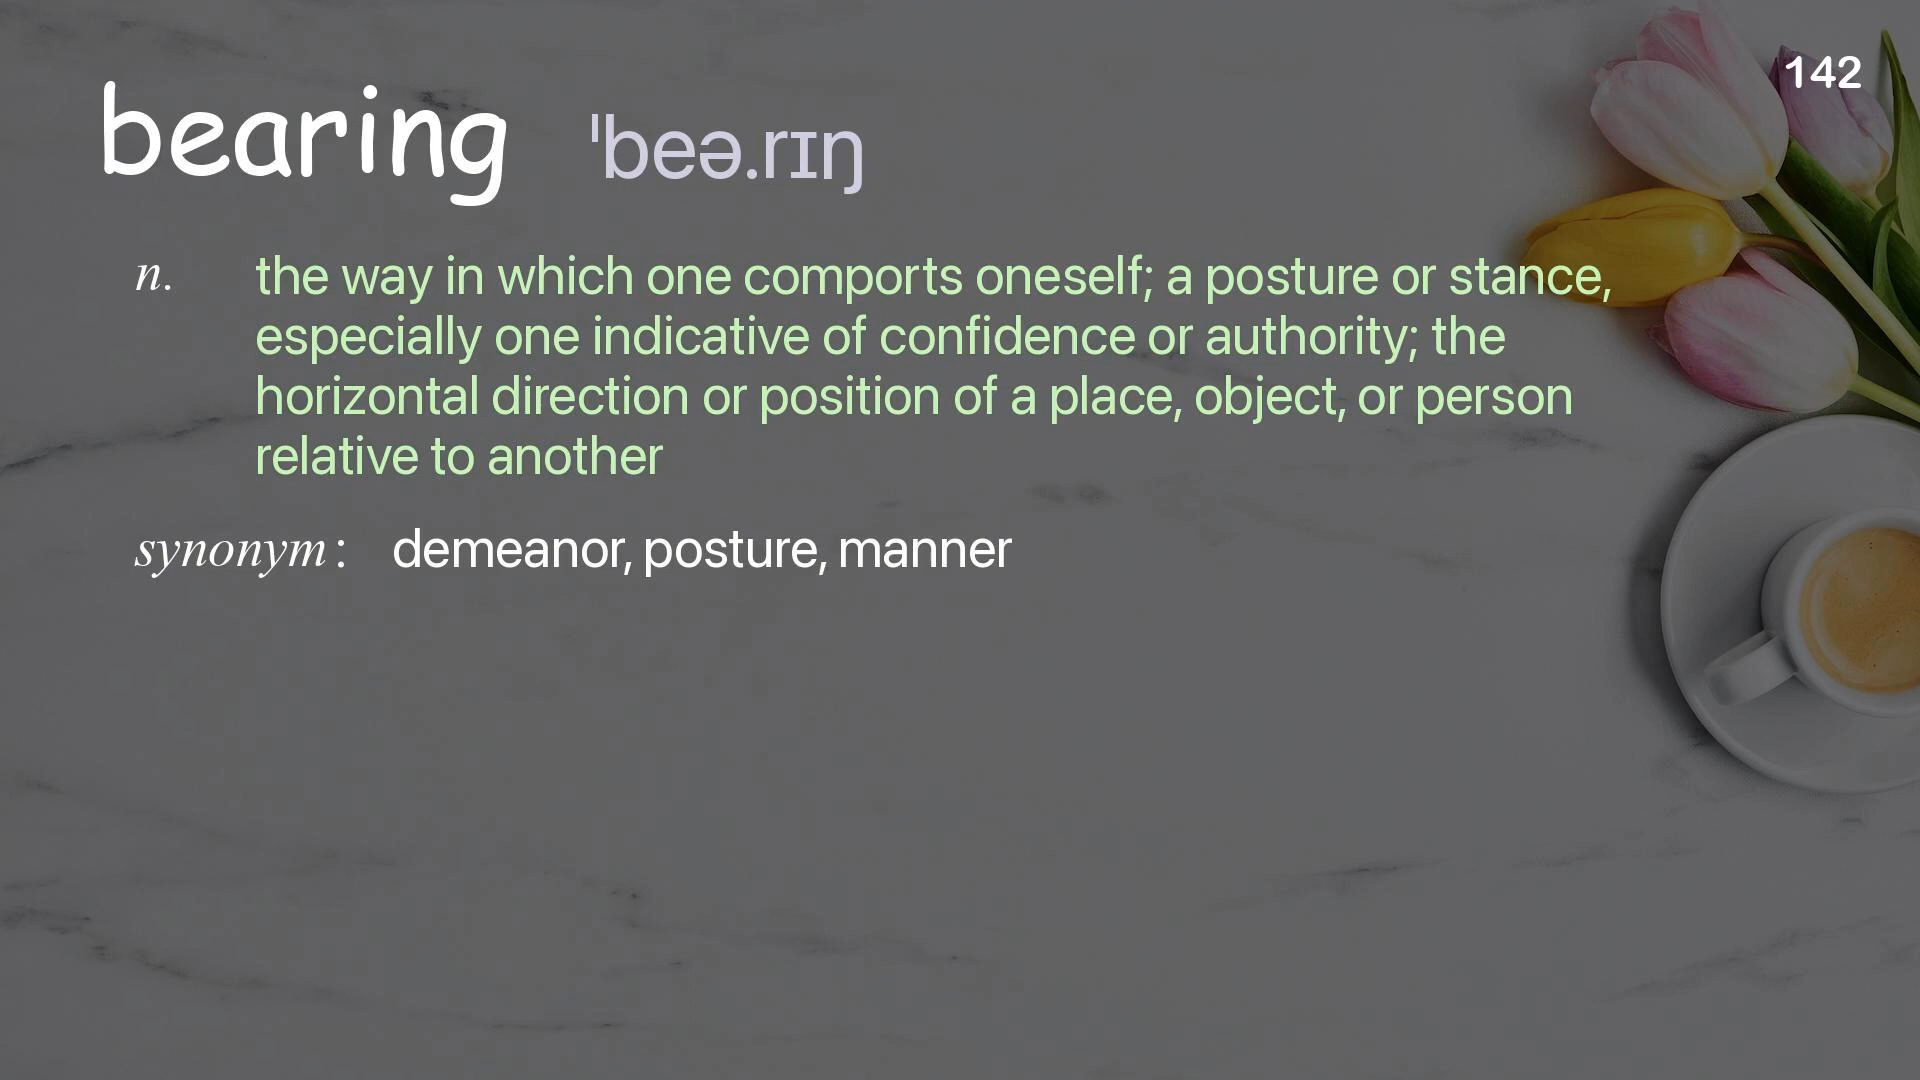 142
bearing ˈbeə.rɪŋ
n. the way in which one comports oneself; a posture or stance,
especially one indicative of confidence or authority; the
horizontal direction or position of a place, object, or person
relative to another
synonym: demeanor, posture, manner